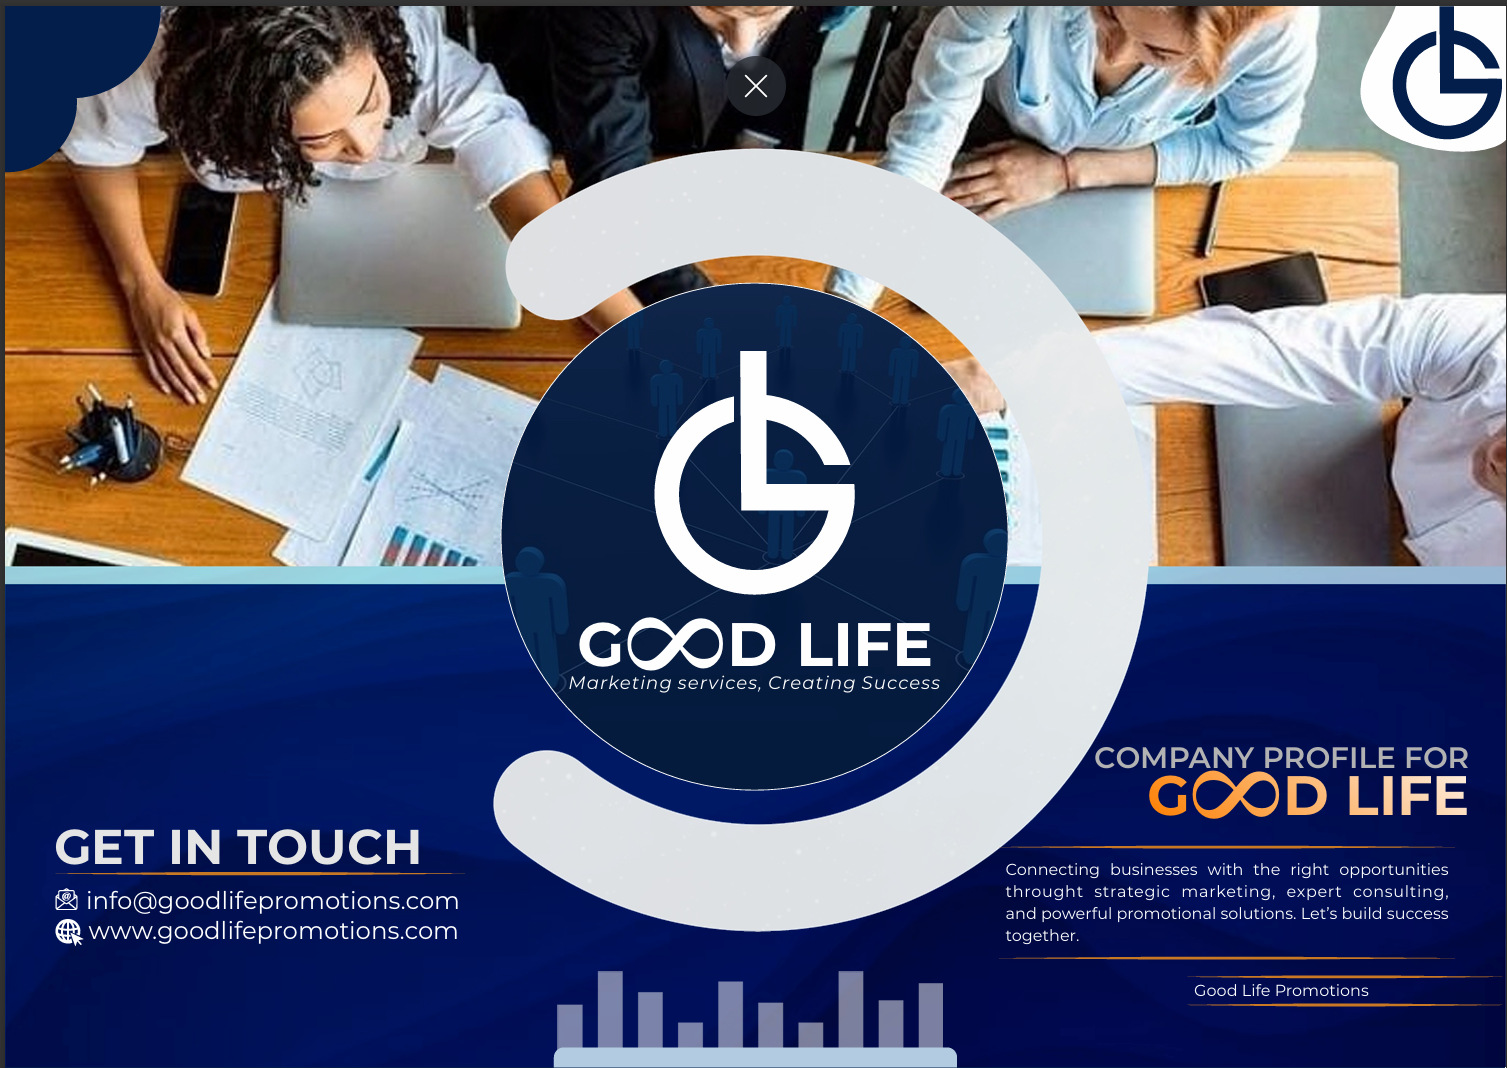 GOOD LIFE
Marketing services, Creating Success
GET IN TOUCH
info@goodlifepromotions.com
www.goodlifepromotions.com
COMPANY PROFILE FOR
GOOD LIFE
Connecting businesses with the right opportunities
throught strategic marketing, expert consulting,
and powerful promotional solutions. Let's build success
together.
Good Life Promotions